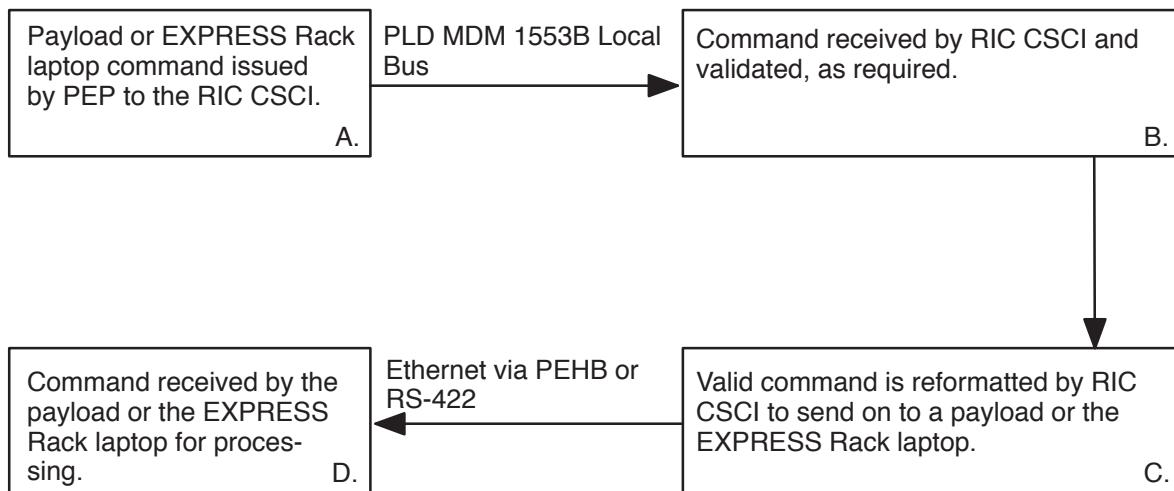 Payload or EXPRESS Rack
laptop command issued
by PEP to the RIC CSCI.
A.
PLD MDM 1553B Local
Bus
Command received by RIC CSCI and
validated, as required.
B.
Valid command is reformatted by RIC
CSCI to send on to a payload or the
EXPRESS Rack laptop.
C.
Ethernet via PEHB or
RS-422
Command received by the
payload or the EXPRESS
Rack laptop for proces-
sing.
D.